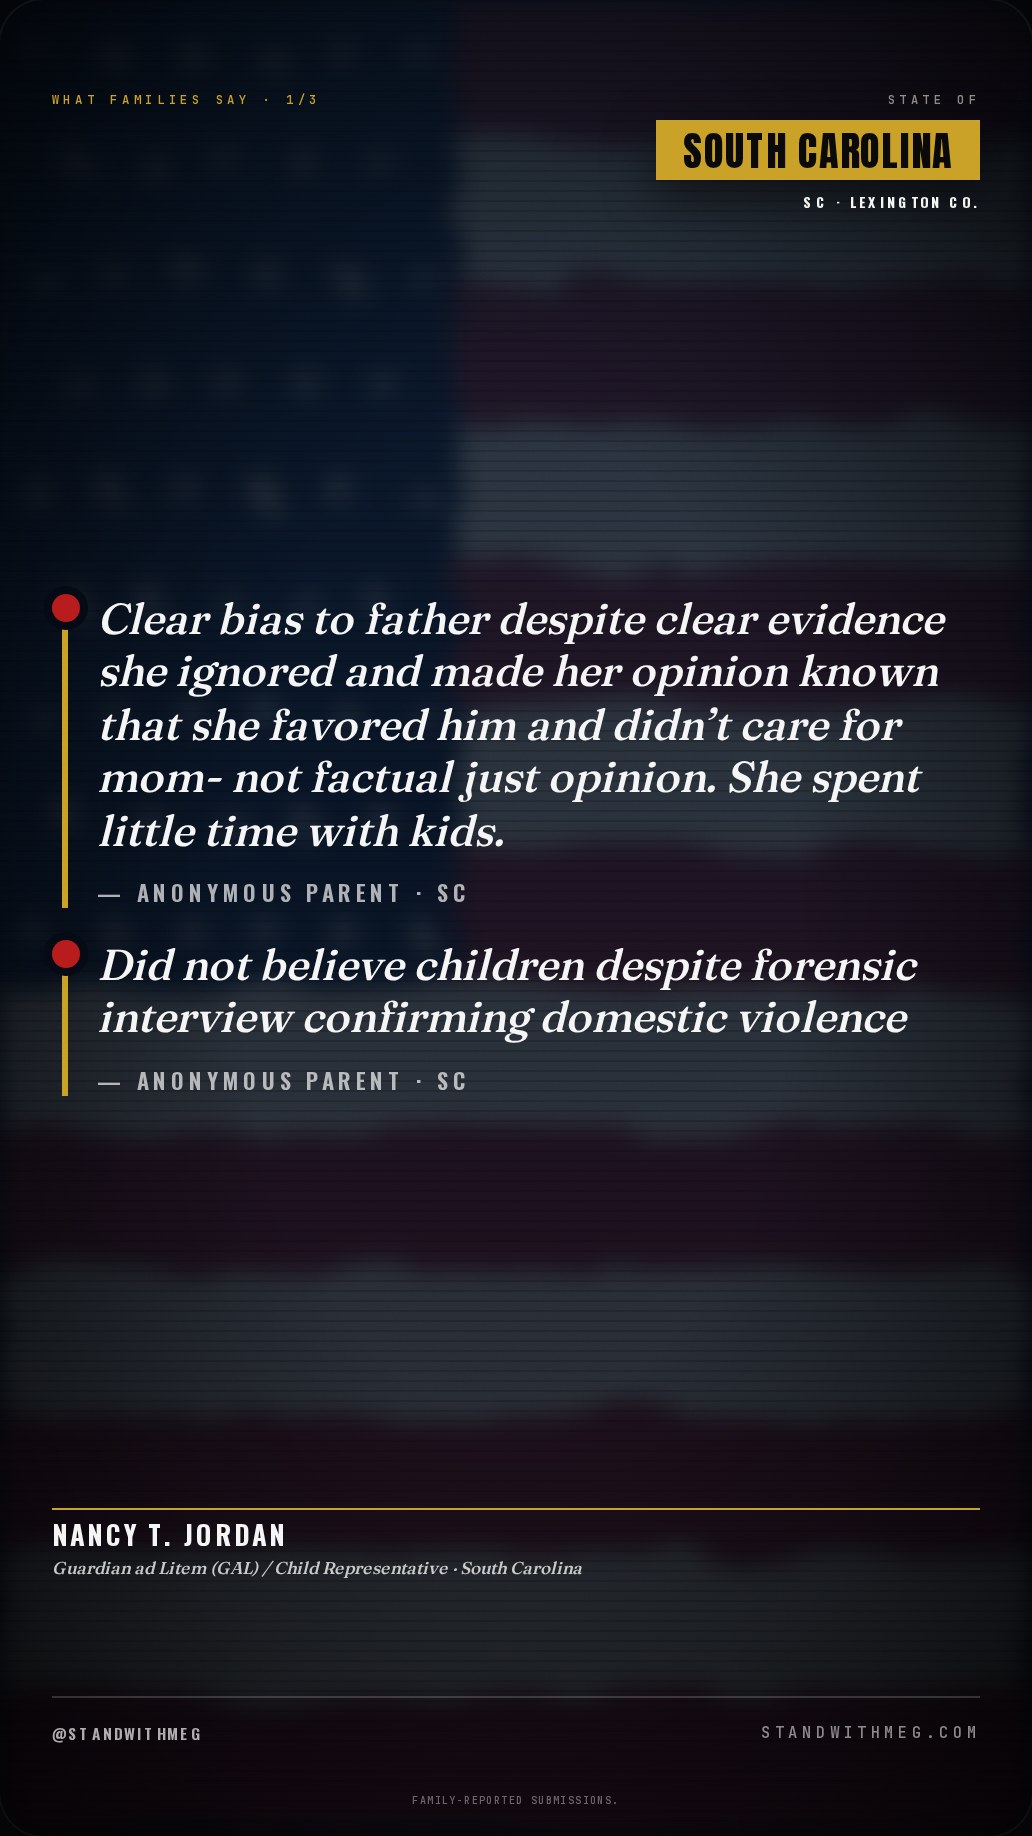 WHAT FAMILIES SAY · 1/3
STATE OF
SOUTH CAROLINA
SC · LEXINGTON CO.
Clear bias to father despite clear evidence
she ignored and made her opinion known
that she favored him and didn’t care for
mom- not factual just opinion. She spent
little time with kids.
— ANONYMOUS PARENT · SC
Did not believe children despite forensic
interview confirming domestic violence
— ANONYMOUS PARENT · SC
NANCY T. JORDAN
Guardian ad Litem (GAL) / Child Representative · South Carolina
@STANDWITHMEG
STANDWITHMEG.COM
FAMILY-REPORTED SUBMISSIONS.